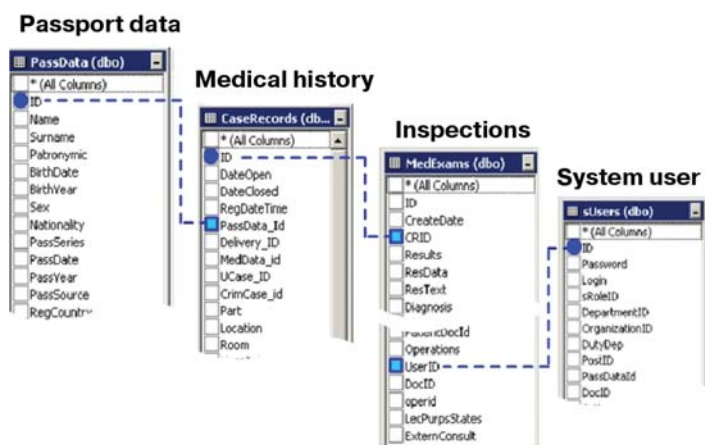 Passport data
PassData (dbo)
* (All Columns)
ID
Name
Surname
Patronymic
BirthDate
BirthYear
Sex
Nationality
PassSeries
PassDate
PassYear
PassSource
RegCountry
Medical history
CaseRecords (db...
* (All Columns)
ID
DateOpen
DateClosed
RegDateTime
PassData_Id
Delivery_ID
MedData_id
UCase_ID
CrimCase_id
Part
Location
Room
Inspections
MedExams (dbo)
* (All Columns)
ID
CreateDate
CRID
Results
ResData
ResText
Diagnosis
PatientDocId
Operations
UserID
DocID
operid
LecPurpsStates
ExternConsult
System user
sUsers (dbo)
* (All Columns)
ID
Password
Login
sRoleID
DepartmentID
OrganizationID
DutyDep
PostID
PassDataId
DocID